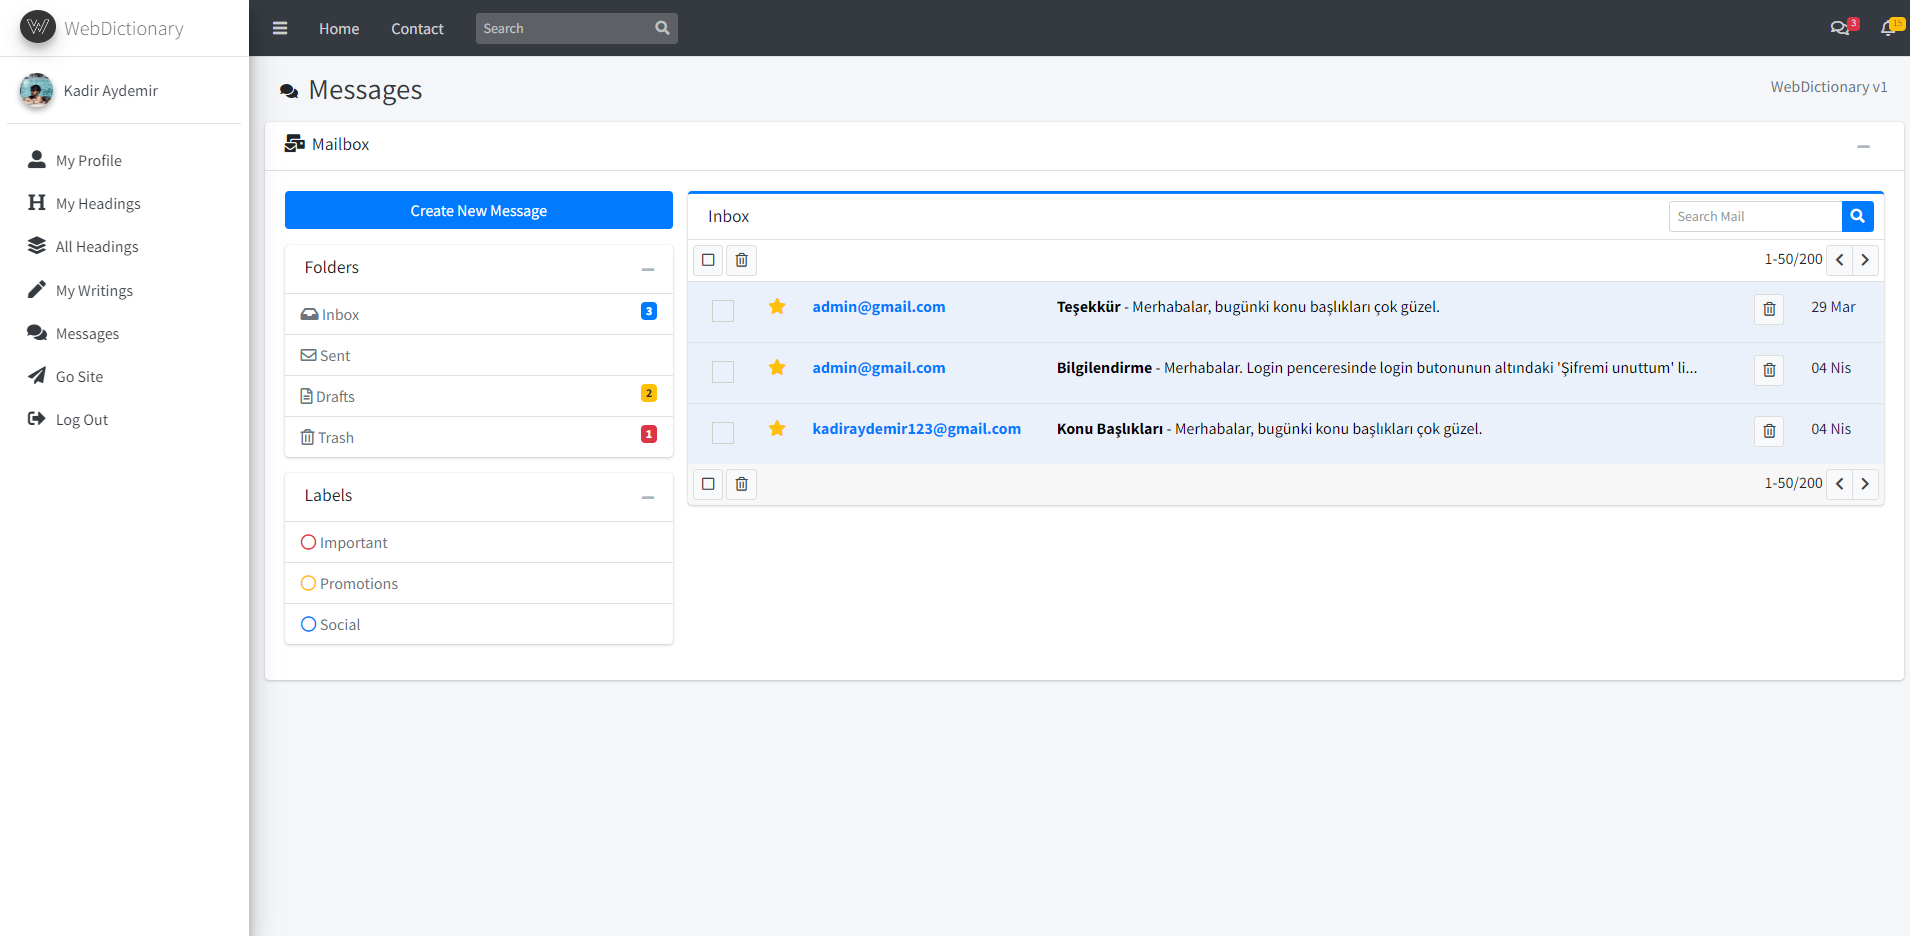 WebDictionary
Home Contact Search 3 15
Kadir Aydemir
My Profile
My Headings
All Headings
My Writings
Messages
Go Site
Log Out
Messages
WebDictionary v1
Mailbox
Create New Message
Folders
Inbox 3
Sent
Drafts 2
Trash 1
Labels
Important
Promotions
Social
Inbox Search Mail
1-50/200
admin@gmail.com Teşekkür - Merhabalar, bugünki konu başlıkları çok güzel. 29 Mar
admin@gmail.com Bilgilendirme - Merhabalar. Login penceresinde login butonunun altındaki 'Şifremi unuttum' li... 04 Nis
kadiraydemir123@gmail.com Konu Başlıkları - Merhabalar, bugünki konu başlıkları çok güzel. 04 Nis
1-50/200